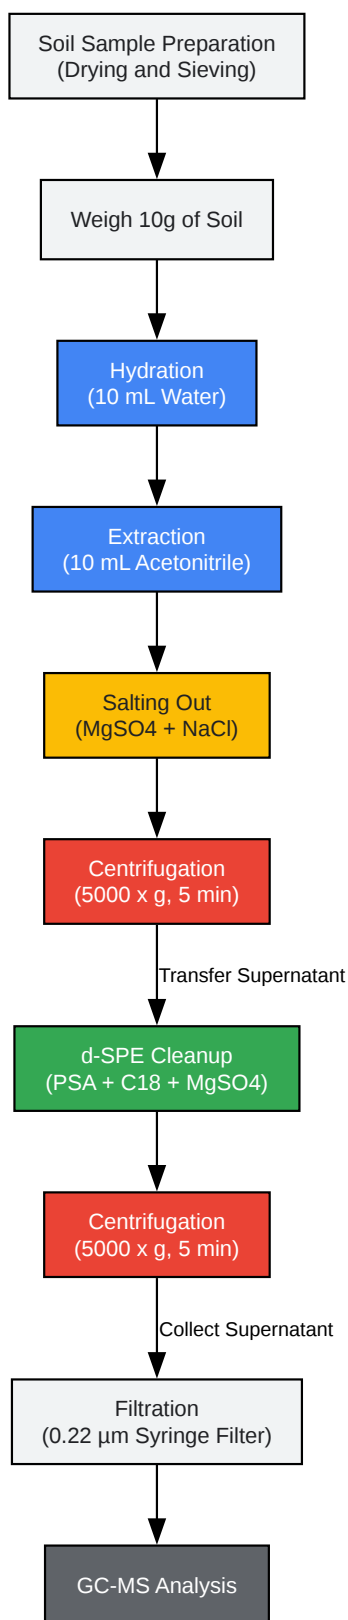 Soil Sample Preparation
(Drying and Sieving)
Weigh 10g of Soil
Hydration
(10 mL Water)
Extraction
(10 mL Acetonitrile)
Salting Out
(MgSO4 + NaCl)
Centrifugation
(5000 x g, 5 min)
Transfer Supernatant
d-SPE Cleanup
(PSA + C18 + MgSO4)
Centrifugation
(5000 x g, 5 min)
Collect Supernatant
Filtration
(0.22 µm Syringe Filter)
GC-MS Analysis